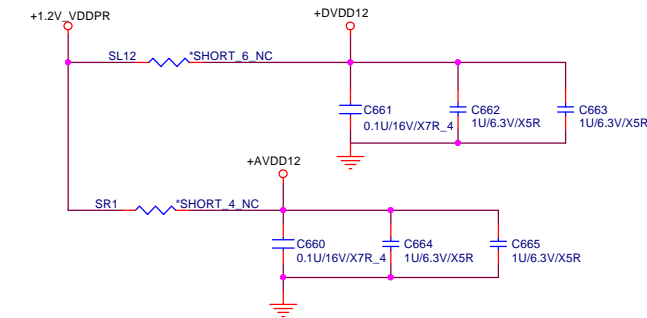 +1.2V_VDDPR
+DVDD12
SL12
*SHORT_6_NC
C661
0.1U/16V/X7R_4
C662
1U/6.3V/X5R
C663
1U/6.3V/X5R
+AVDD12
SR1
*SHORT_4_NC
C660
0.1U/16V/X7R_4
C664
1U/6.3V/X5R
C665
1U/6.3V/X5R